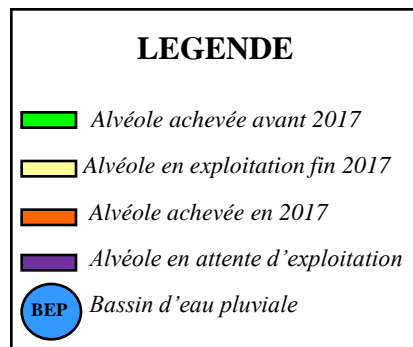 LEGENDE
Alvéole achevée avant 2017
Alvéole en exploitation fin 2017
Alvéole achevée en 2017
Alvéole en attente d'exploitation
BEP Bassin d'eau pluviale